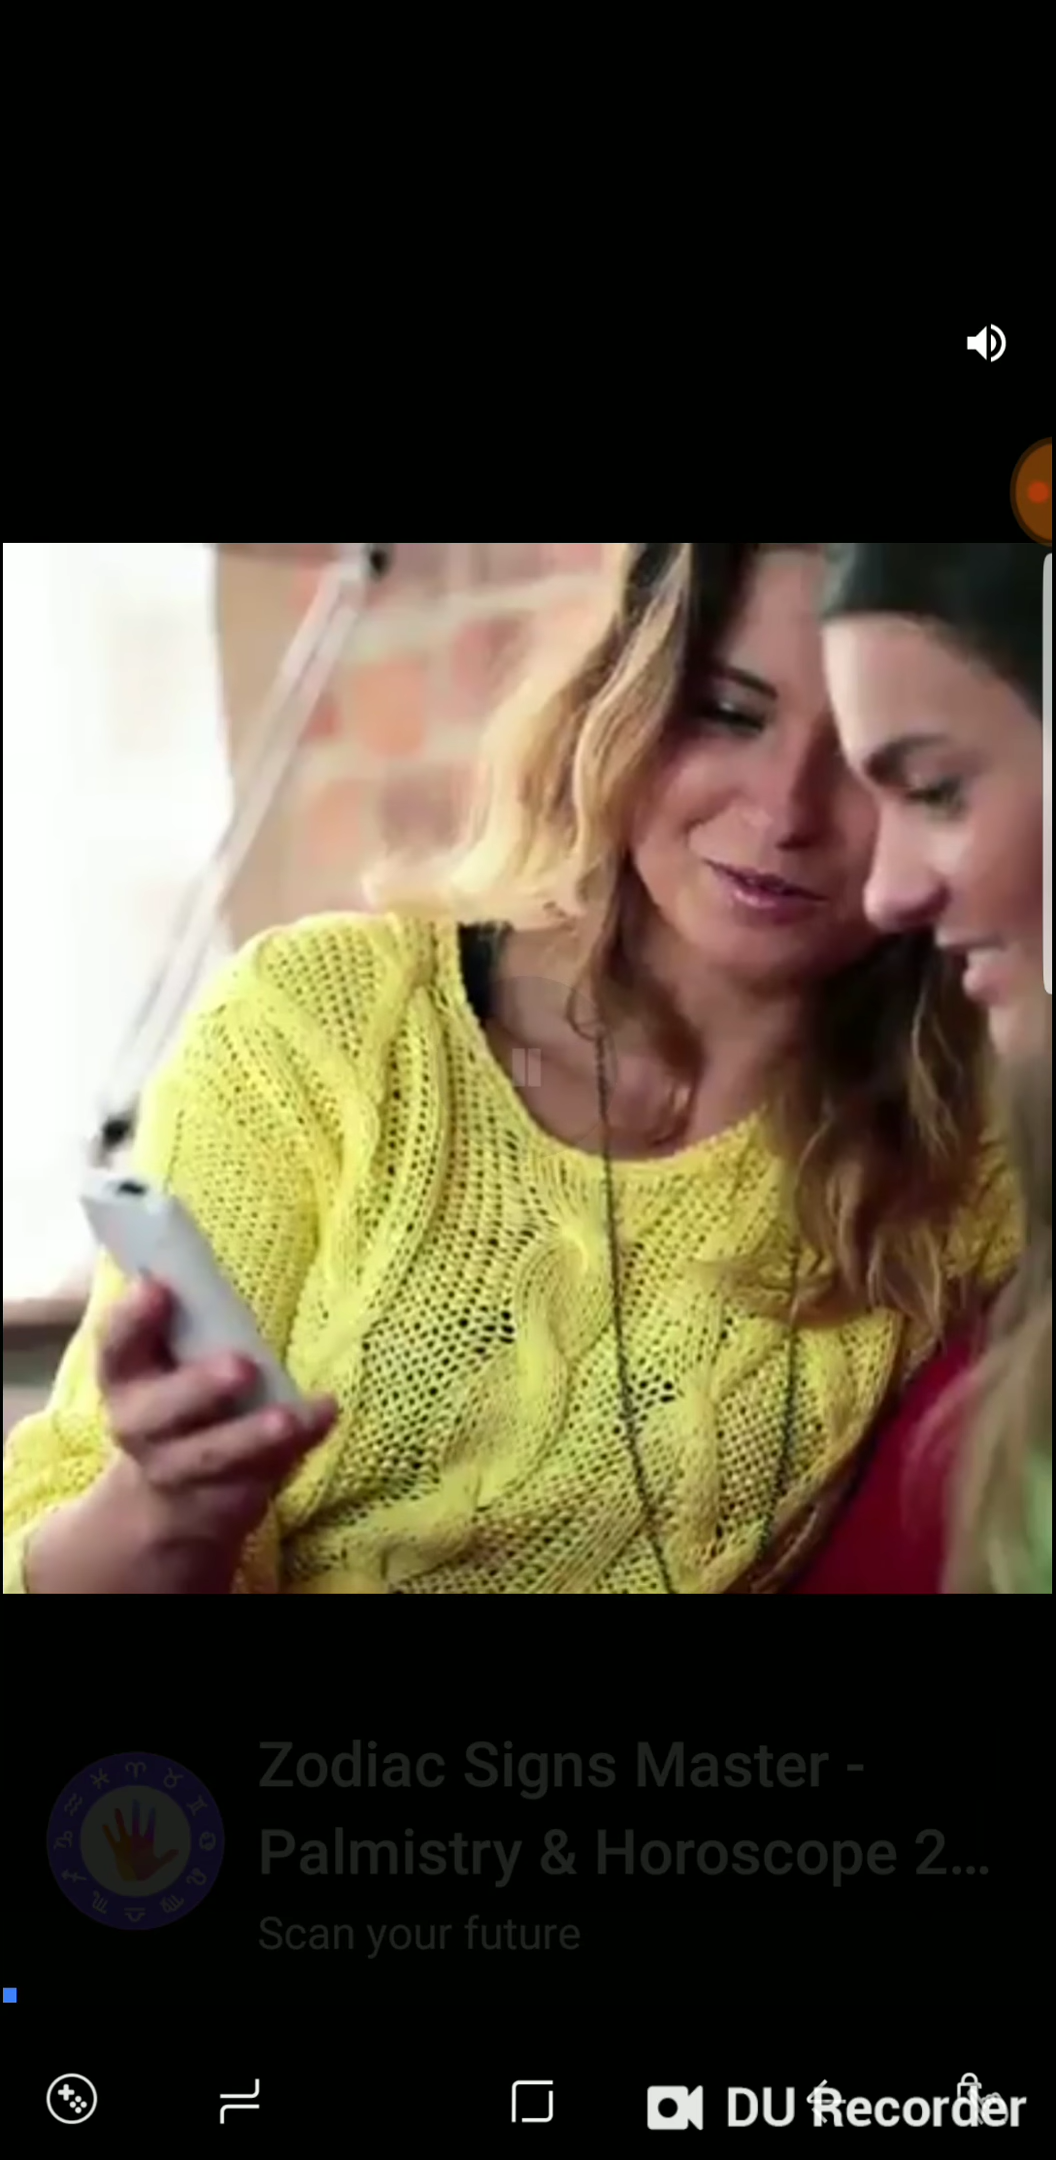 Zodiac Signs Master -
Palmistry & Horoscope 2...
Scan your future
DU Recorder